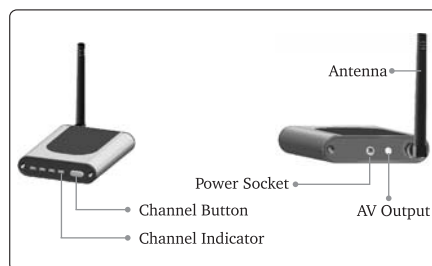 Antenna
Power Socket
AV Output
Channel Button
Channel Indicator